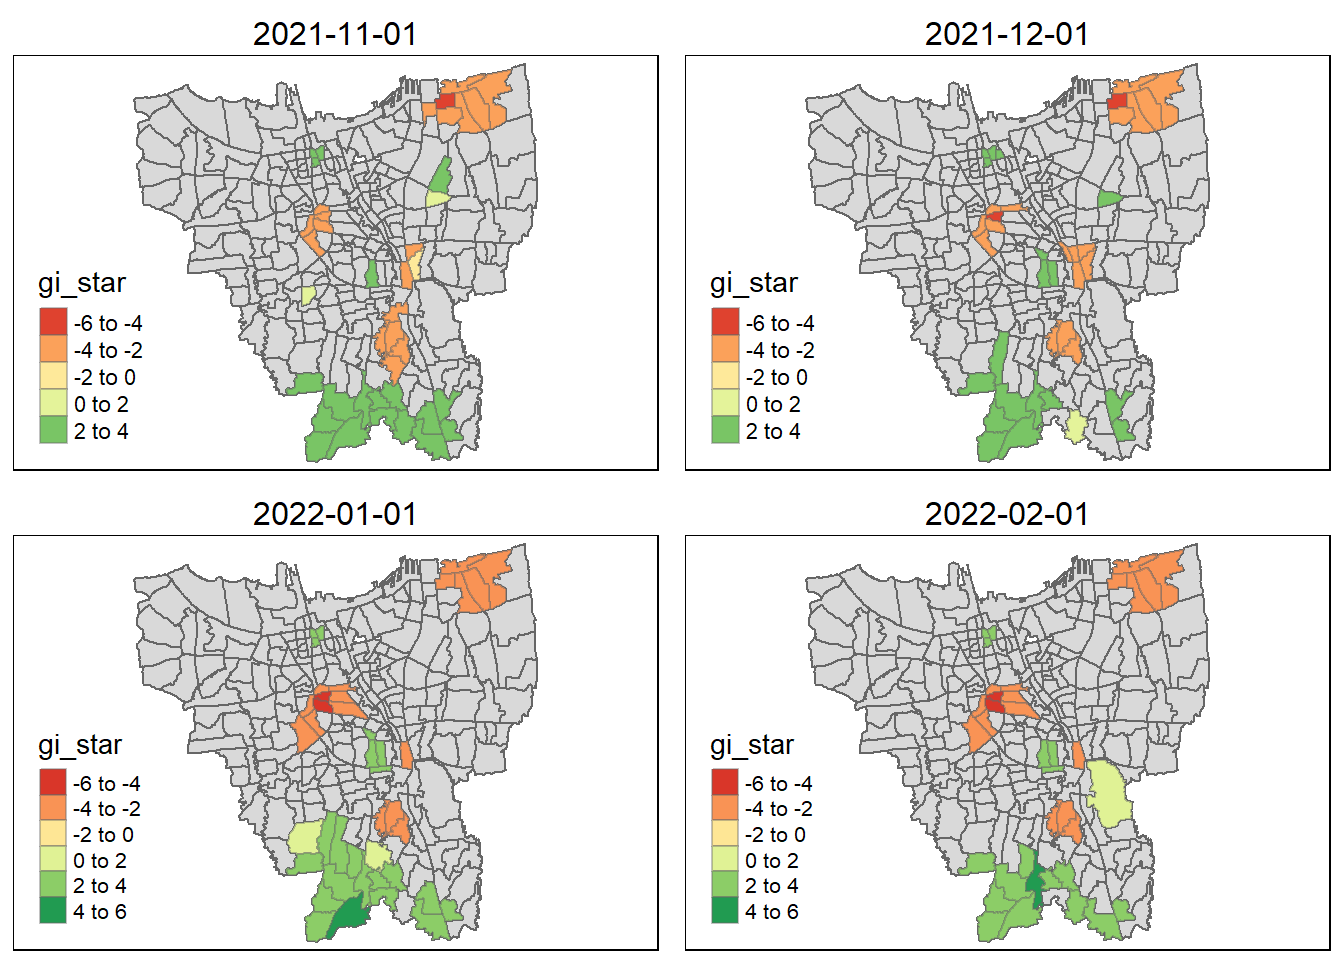 2021-11-01
gi_star
-6 to -4
-4 to -2
-2 to 0
0 to 2
2 to 4
2021-12-01
gi_star
-6 to -4
-4 to -2
-2 to 0
0 to 2
2 to 4
2022-01-01
gi_star
-6 to -4
-4 to -2
-2 to 0
0 to 2
2 to 4
4 to 6
2022-02-01
gi_star
-6 to -4
-4 to -2
-2 to 0
0 to 2
2 to 4
4 to 6